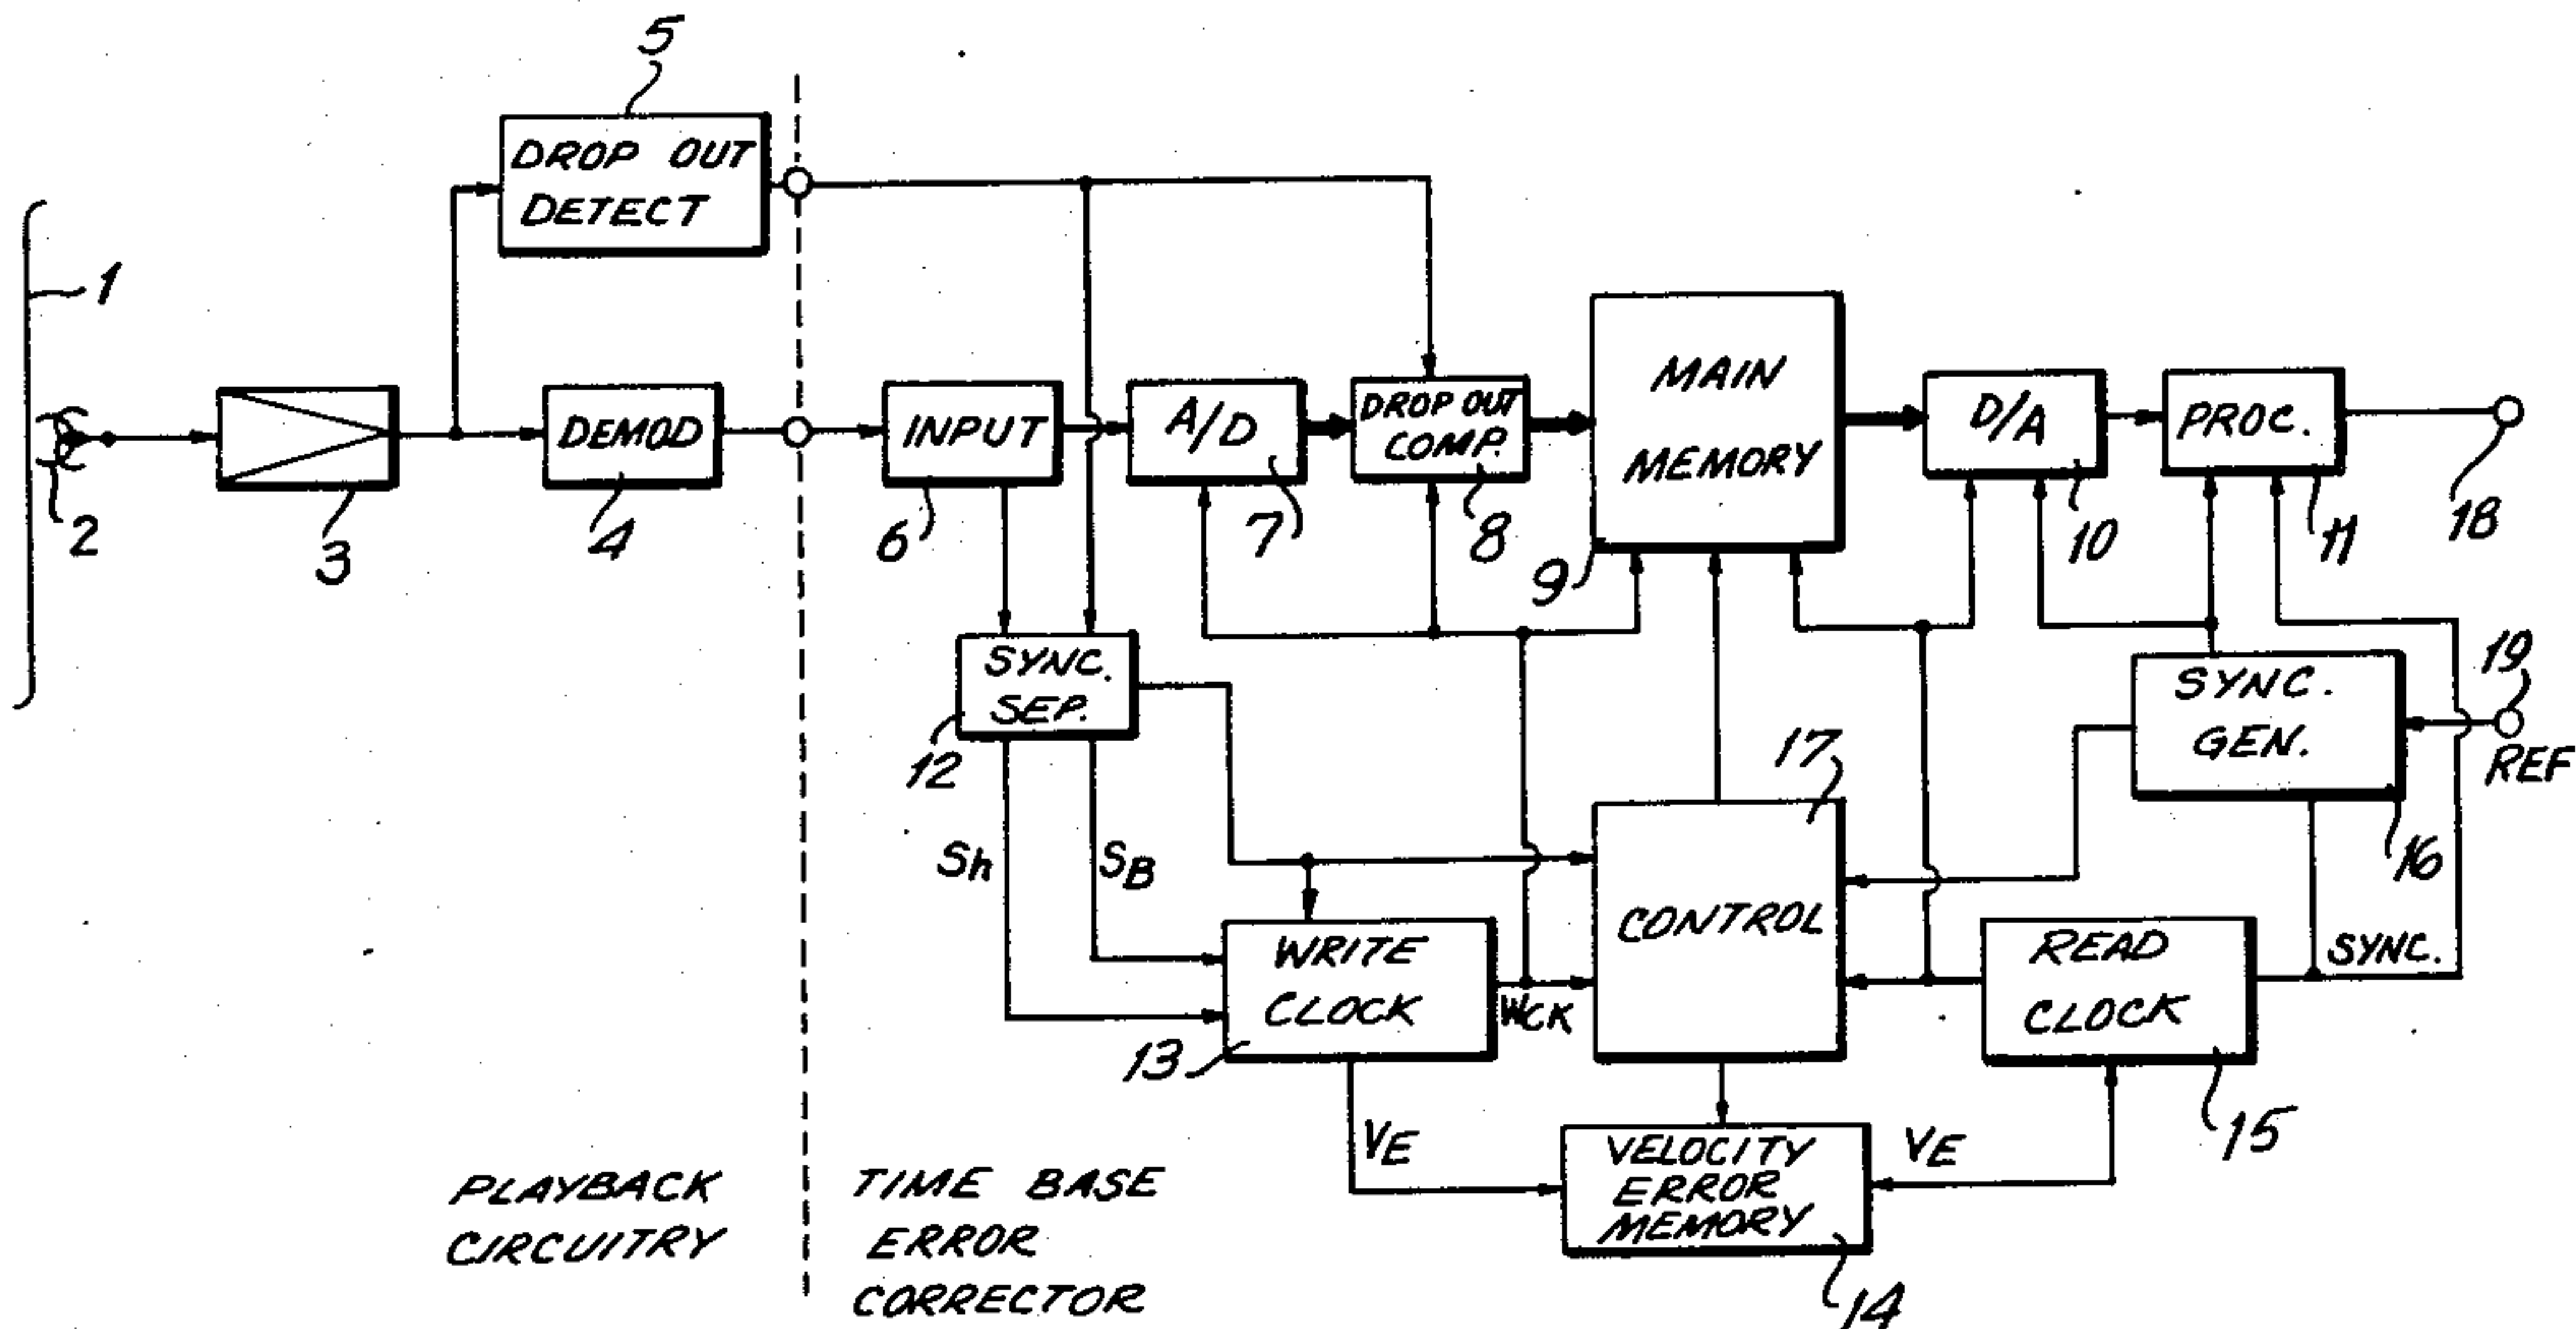 5
DROP OUT
DETECT
1
2
3
DEMOD
4
INPUT
6
A/D
7
DROP OUT
COMP.
8
MAIN
MEMORY
9
D/A
10
PROC.
11
18
SYNC.
SEP.
12
SYNC.
GEN.
16
19
REF
17
CONTROL
Sh
SB
WRITE
CLOCK
13
WCK
READ
CLOCK
15
SYNC.
VE
VELOCITY
ERROR
MEMORY
14
VE
PLAYBACK
CIRCUITRY
TIME BASE
ERROR
CORRECTOR